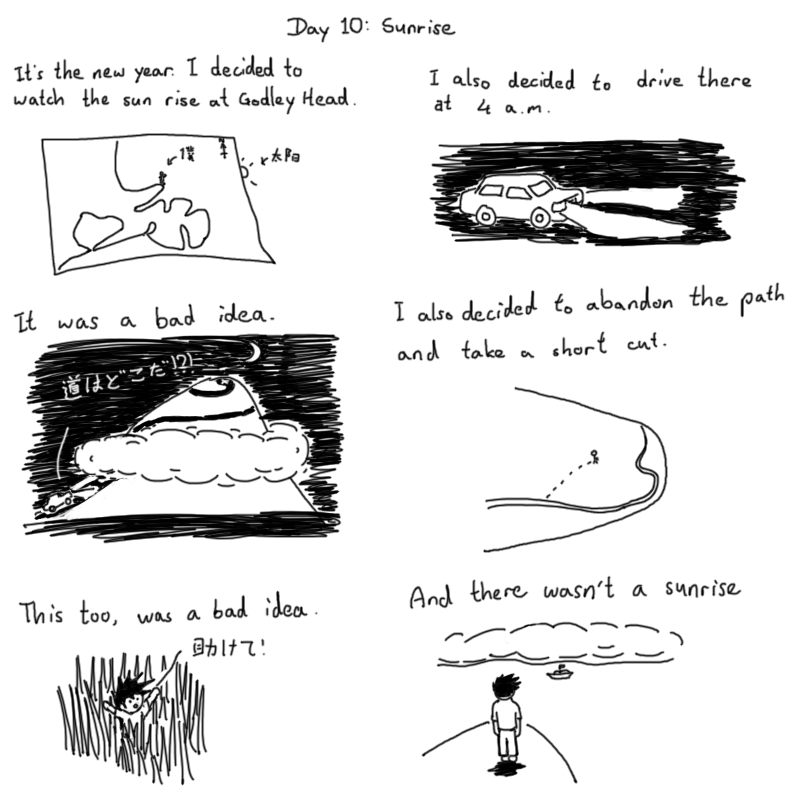 Day 10: Sunrise
It's the new year. I decided to
watch the sun rise at Godley Head.
僕
太陽
I also decided to drive there
at 4 a.m.
It was a bad idea.
道はどこだ!?!
I also decided to abandon the path
and take a short cut.
This too, was a bad idea.
助けて!
And there wasn't a sunrise